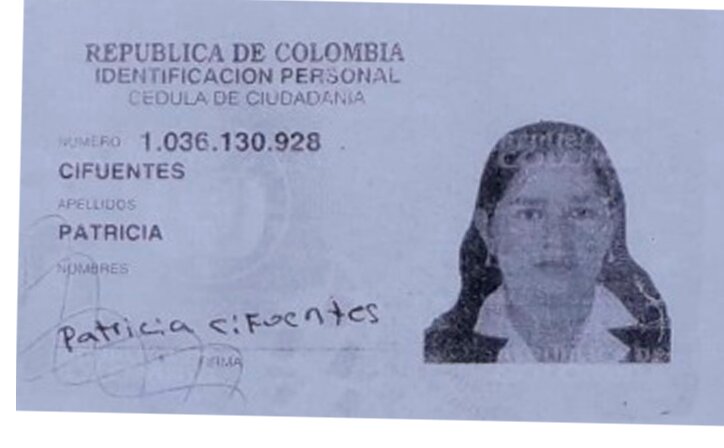 REPUBLICA DE COLOMBIA
IDENTIFICACION PERSONAL
CEDULA DE CIUDADANIA
NUMERO 1.036.130.928
CIFUENTES
APELLIDOS
PATRICIA
NOMBRES
Patricia ciFuentes
FIRMA